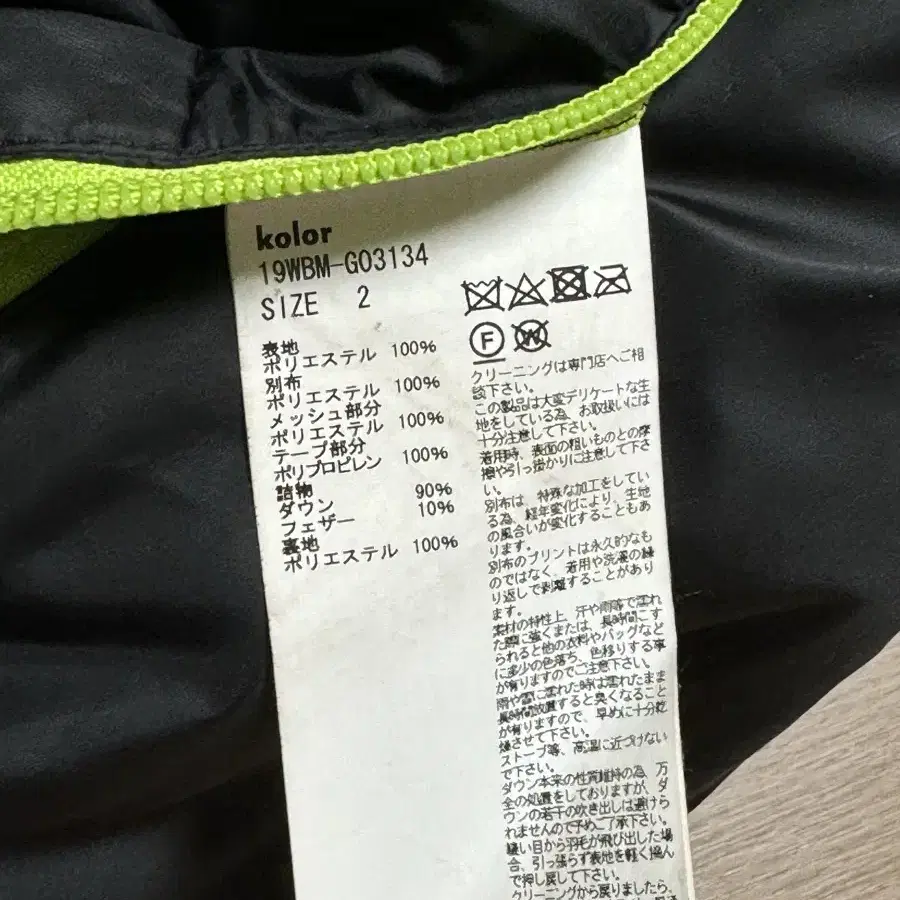 kolor
19WBM-G03134
SIZE 2
表地
ポリエステル 100%
別布
ポリエステル 100%
メッシュ部分
ポリエステル 100%
テープ部分
ポリプロピレン 100%
詰物
ダウン 90%
フェザー 10%
裏地
ポリエステル 100%
F
W
クリーニングは専門店へご相
談下さい。
この製品は大変デリケートな生
地をしている為、お取扱いには
十分注意して下さい。
着用時、表面の粗いものとの摩
擦や引っ掛かりに注意して下さ
い。
別布は、特殊な加工をしてい
る為、経年変化により、生地
の風合いが変化することもあ
ります。
別布のプリントは永久的なも
のではなく、着用や洗濯の繰
り返しで剥離することがあり
ます。
素材の特性上、汗や雨等で濡れ
た際に強くまたは、長時間こす
られると他の衣料やバッグなど
に多少の色落ち、色移りする事
が有りますのでご注意下さい。
雨や雪に濡れた時は濡れたまま
長時間放置すると臭くなること
が有りますので、早めに十分乾
燥させて下さい。
ストーブ等、高温に近づけない
で下さい。
ダウン本来の性質維持の為、万
全の処置をしておりますが、ダ
ウンの若干の吹き出しは避けら
れませんので予めご了承下さい。
縫い目から羽毛が飛び出した場
合、引っ張らず表地を軽く掴ん
で押し戻して下さい。
クリーニングから戻りましたら、